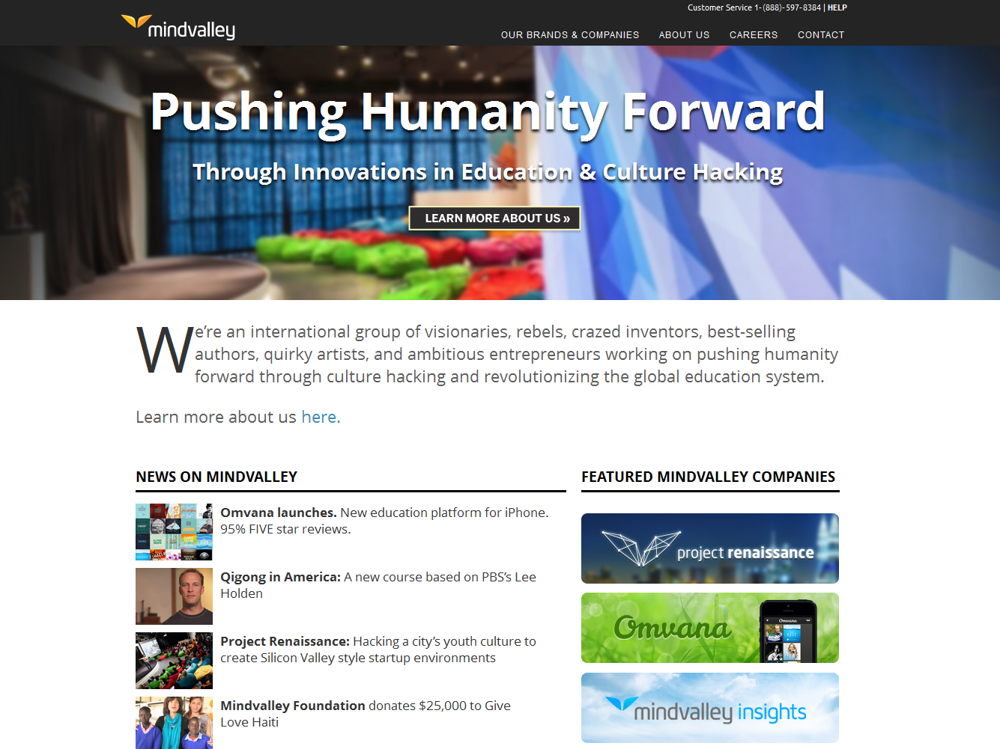 Customer Service 1-(888)-597-8384 | HELP
mindvalley
OUR BRANDS & COMPANIES ABOUT US CAREERS CONTACT
Pushing Humanity Forward
Through Innovations in Education & Culture Hacking
LEARN MORE ABOUT US »
We’re an international group of visionaries, rebels, crazed inventors, best-selling
authors, quirky artists, and ambitious entrepreneurs working on pushing humanity
forward through culture hacking and revolutionizing the global education system.
Learn more about us here.
NEWS ON MINDVALLEY
Omvana launches. New education platform for iPhone.
95% FIVE star reviews.
Qigong in America: A new course based on PBS’s Lee
Holden
Project Renaissance: Hacking a city’s youth culture to
create Silicon Valley style startup environments
Mindvalley Foundation donates $25,000 to Give
Love Haiti
FEATURED MINDVALLEY COMPANIES
project renaissance
Omvana
Omvana
mindvalley insights